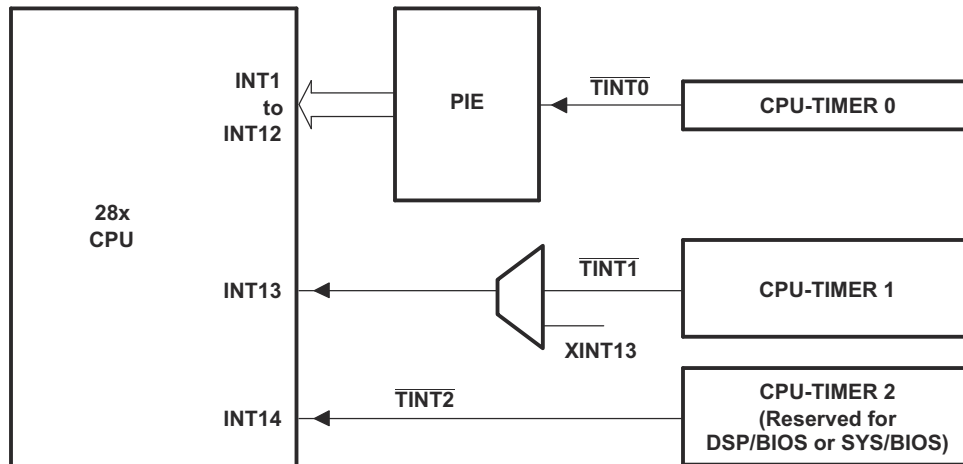 INT1
to
INT12
PIE
TINT0
CPU-TIMER 0
28x
CPU
INT13
TINT1
CPU-TIMER 1
XINT13
INT14
TINT2
CPU-TIMER 2
(Reserved for
DSP/BIOS or SYS/BIOS)